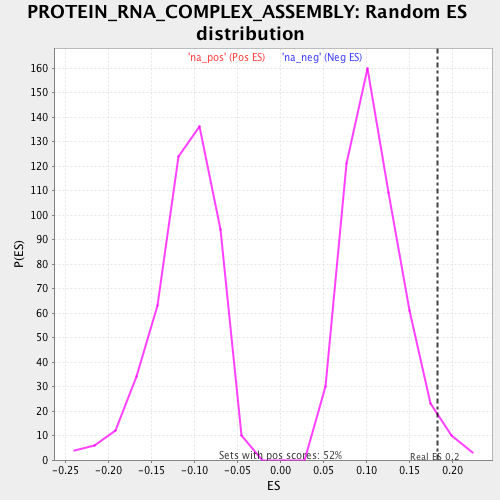 PROTEIN_RNA_COMPLEX_ASSEMBLY: Random ES
distribution
'na_pos' (Pos ES) 'na_neg' (Neg ES)
160
150
140
130
120
110
100
90
80
70
60
50
40
30
20
10
0
P(ES)
Sets with pos scores: 52%
Real ES 0,2
-0.25 -0.20 -0.15 -0.10 -0.05 0.00 0.05 0.10 0.15 0.20
ES